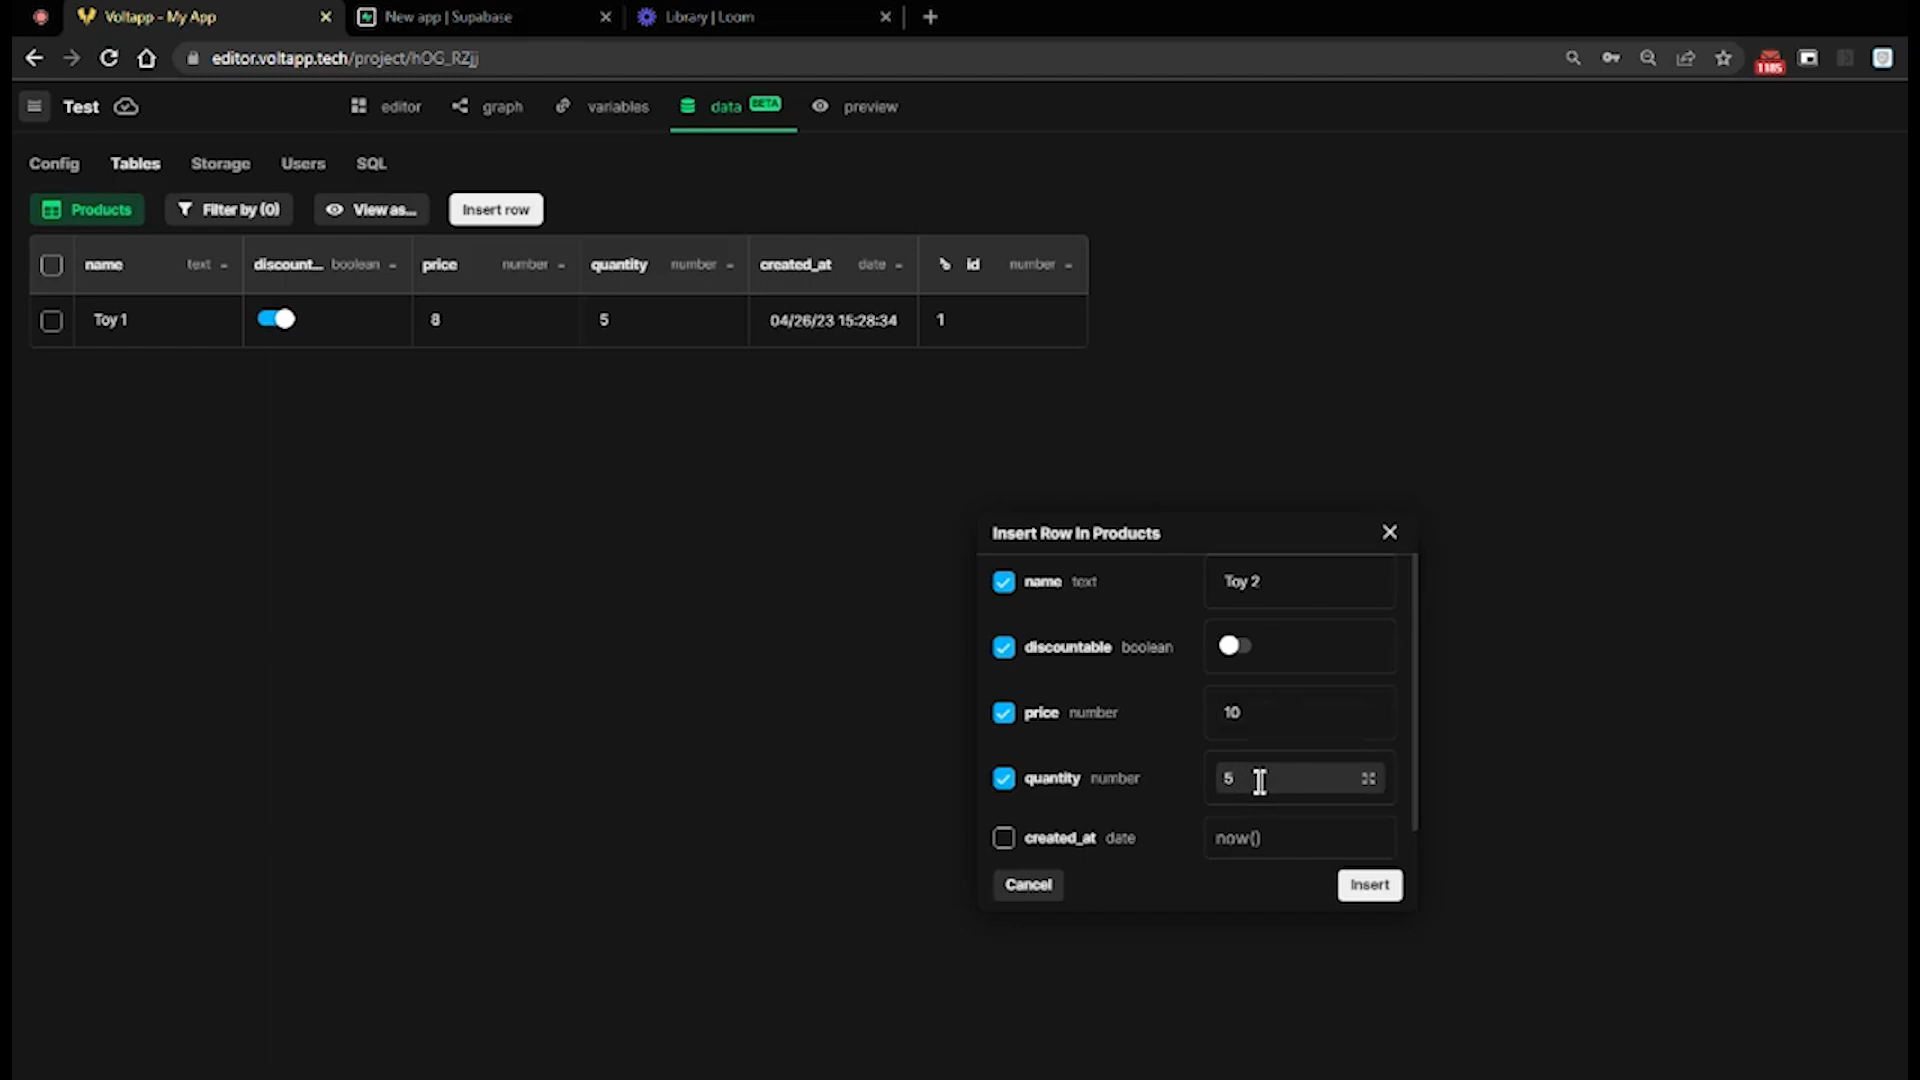 Voltapp - My App
New app | Supabase
Library | Loom
editor.voltapp.tech/project/hOG_RZjj
1185
Test
editor
graph
variables
data BETA
preview
Config
Tables
Storage
Users
SQL
Products
Filter by (0)
View as...
Insert row
name text
discount... boolean
price number
quantity number
created_at date
id number
Toy 1
8
5
04/26/23 15:28:34
1
Insert Row In Products
name text
Toy 2
discountable boolean
price number
10
quantity number
5
created_at date
now()
Cancel
Insert